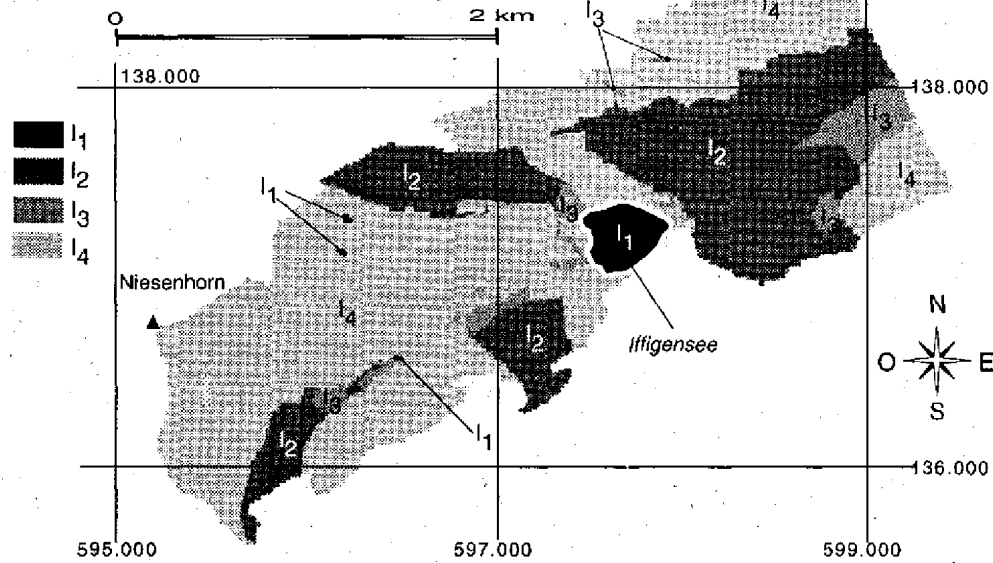 0 2 km
I3 I4
138.000 138.000
I1
I2
I3
I4
I3
I2
I2
I4
I1
I3
I3
I1
Niesenhorn
I4
I2
Iffigensee
N
O E
S
I3
I2
I1
136.000
595.000 597.000 599.000